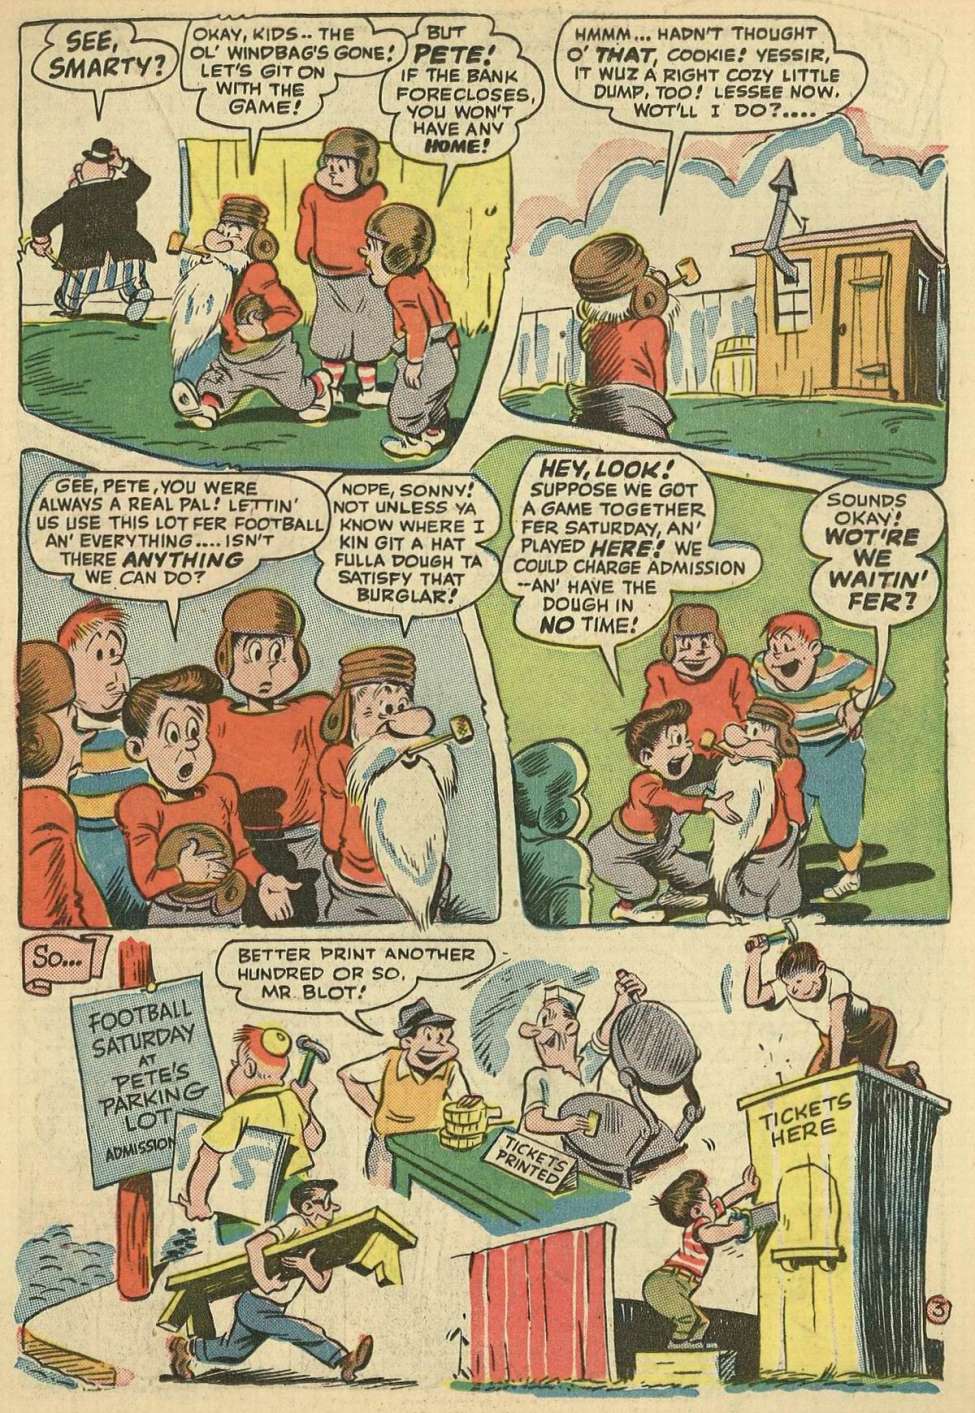 SEE,
SMARTY?
OKAY, KIDS-- THE
OL' WINDBAG'S GONE!
LET'S GIT ON
WITH THE
GAME!
BUT
PETE!
IF THE BANK
FORECLOSES,
YOU WON'T
HAVE ANY
HOME!
HMMM... HADN'T THOUGHT
O' THAT, COOKIE! YESSIR,
IT WUZ A RIGHT COZY LITTLE
DUMP, TOO! LESSEE NOW.
WOT'LL I DO?....
GEE, PETE, YOU WERE
ALWAYS A REAL PAL! LETTIN'
US USE THIS LOT FER FOOTBALL
AN' EVERYTHING.... ISN'T
THERE ANYTHING
WE CAN DO?
NOPE, SONNY!
NOT UNLESS YA
KNOW WHERE I
KIN GIT A HAT
FULLA DOUGH TA
SATISFY THAT
BURGLAR!
HEY, LOOK!
SUPPOSE WE GOT
A GAME TOGETHER
FER SATURDAY, AN'
PLAYED HERE! WE
COULD CHARGE ADMISSION
--AN' HAVE THE
DOUGH IN
NO TIME!
SOUNDS
OKAY!
WOT'RE
WE
WAITIN'
FER?
SO...
FOOTBALL
SATURDAY
AT
PETE'S
PARKING
LOT
ADMISSION
BETTER PRINT ANOTHER
HUNDRED OR SO,
MR. BLOT!
TICKETS
PRINTED
TICKETS
HERE
3